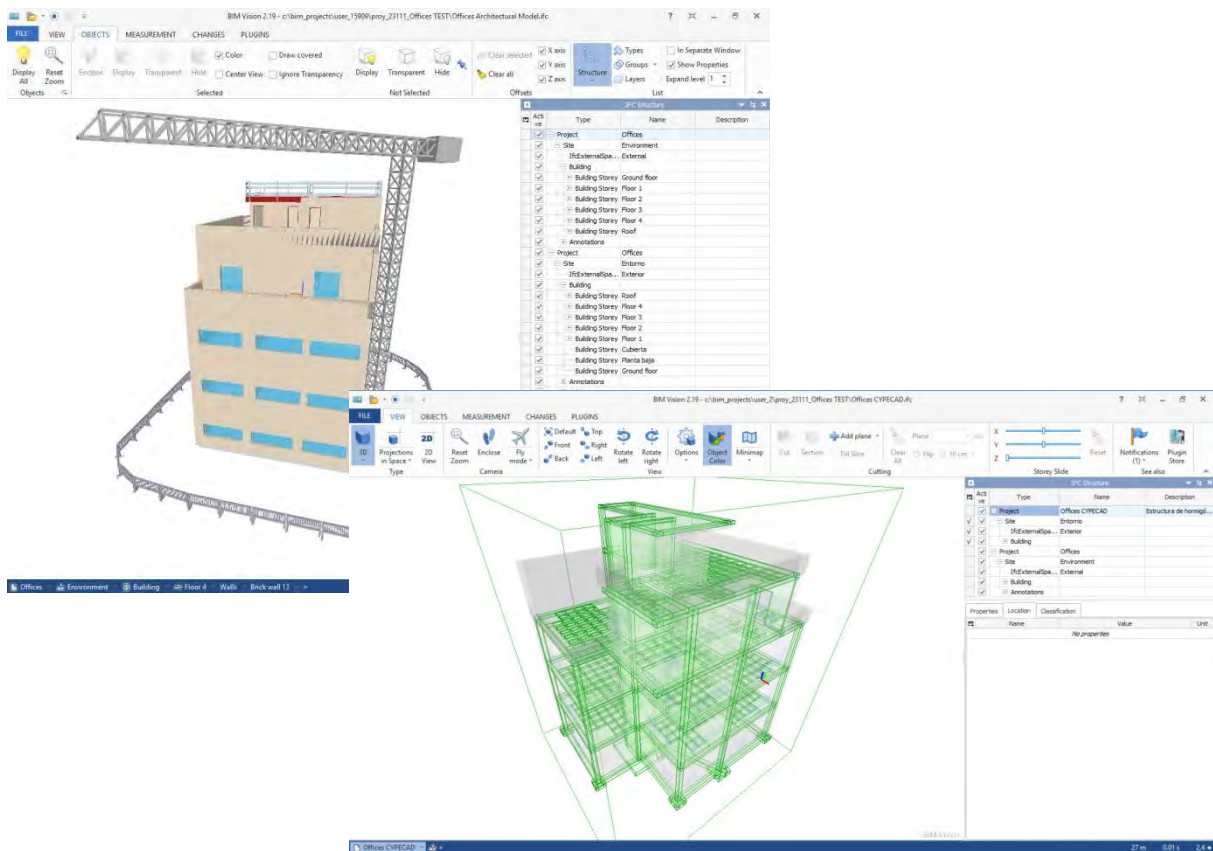 BIM Vision 2.19 - c:\bim_projects\user_15909\proy_23111_Offices TEST\Offices Architectural Model.ifc
FILE VIEW OBJECTS MEASUREMENT CHANGES PLUGINS
Display All Reset Zoom Enclose Display Transparent Hide Color Draw covered Display Transparent Hide Clear Selected X axis Structure Types In Separate Window
Center View Ignore Transparency Clear all Y axis Groups Show Properties
Z axis Layers Expand level 1
Objects Selected Not Selected Offsets List
IFC Structure
Active Type Name Description
Project Offices
Site Environment
IfcExternalSpa... External
Building
Building Storey Ground floor
Building Storey Floor 1
Building Storey Floor 2
Building Storey Floor 3
Building Storey Floor 4
Building Storey Roof
Annotations
Project Offices
Site Entorno
IfcExternalSpa... Exterior
Building
Building Storey Roof
Building Storey Floor 4
Building Storey Floor 3
Building Storey Floor 2
Building Storey Floor 1
Building Storey Cubierta
Building Storey Planta baja
Building Storey Ground floor
Annotations
Offices Environment Building Floor 4 Walls Brick wall 13
BIM Vision 2.19 - c:\bim_projects\user_2\proy_23111_Offices TEST\Offices CYPECAD.ifc
FILE VIEW OBJECTS MEASUREMENT CHANGES PLUGINS
3D Projections in Space 2D View Reset Zoom Enclose Fly mode Default Top Rotate left Rotate right Options Object Color Minimap Cut Section Add plane Clear All Plane X Reset Notifications (1) Plugin Store
Front Right Fill Slice Flip 10 cm Y
Back Left Z
Type Camera View Cutting Storey Slide See also
IFC Structure
Active Type Name Description
Project Offices CYPECAD Estructura de hormigó...
Site Entorno
IfcExternalSpa... Exterior
Building
Project Offices
Site Environment
IfcExternalSpa... External
Building
Annotations
Properties Location Classification
Name Value Unit
No properties
Offices CYPECAD 27 m 0.01 s 2,4